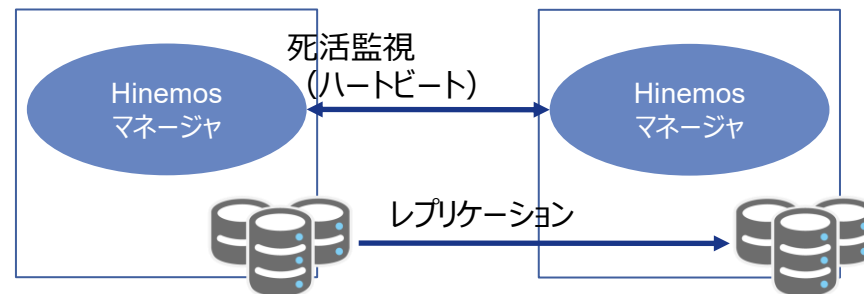 死活監視
（ハートビート）
Hinemos
マネージャ
Hinemos
マネージャ
レプリケーション